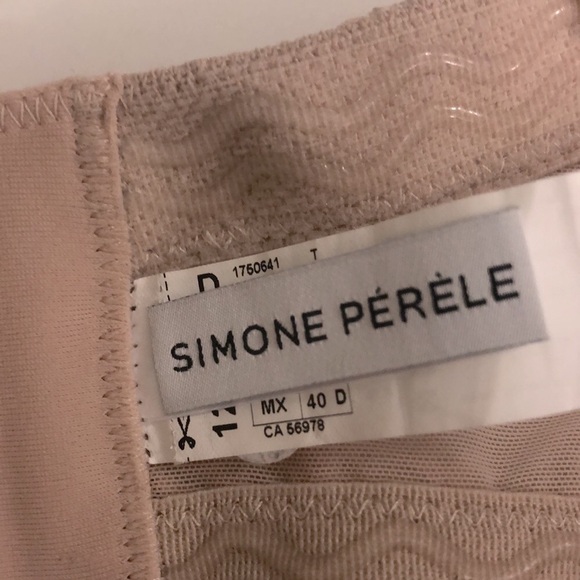 D 1750641 T
SIMONE PÉRÈLE
MX 40 D
CA 56978